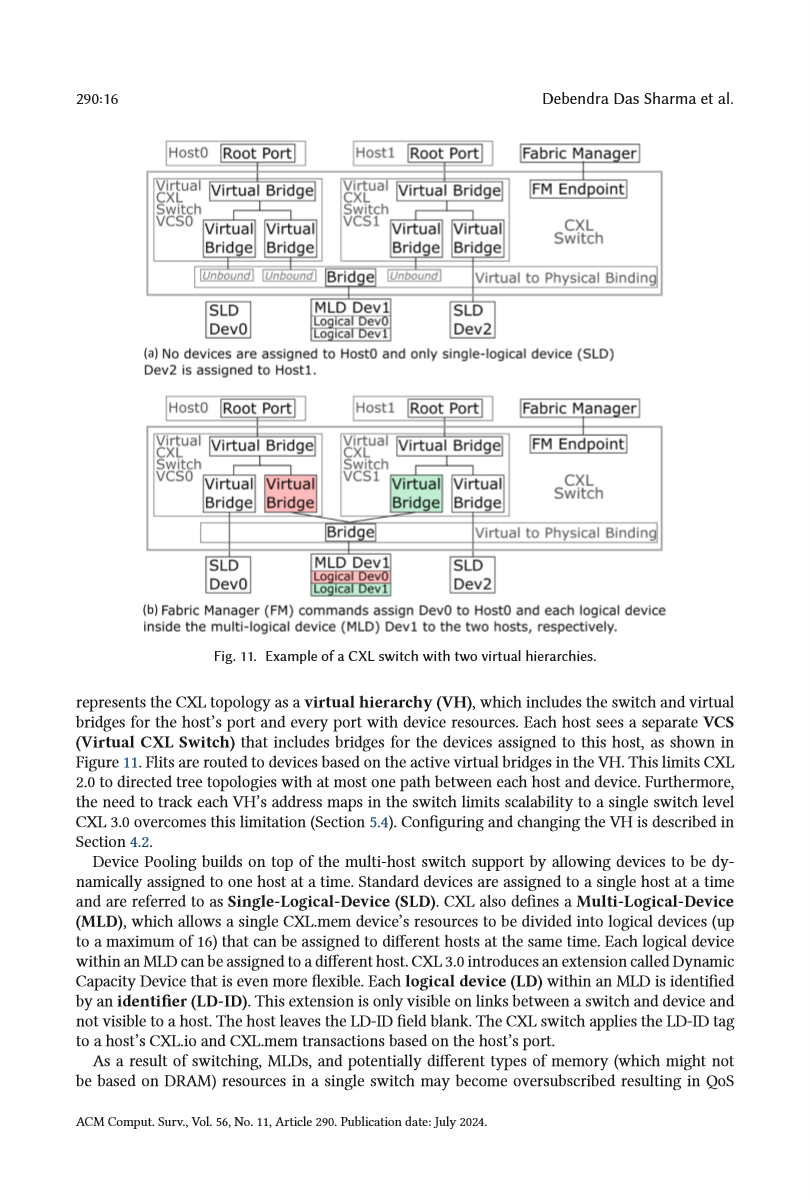 290:16 Debendra Das Sharma et al.
Host0 Root Port Host1 Root Port Fabric Manager
Virtual CXL Switch VCS0 Virtual Bridge Virtual CXL Switch VCS1 Virtual Bridge FM Endpoint
Virtual Bridge Virtual Bridge Virtual Bridge Virtual Bridge CXL Switch
Unbound Unbound Bridge Unbound Virtual to Physical Binding
SLD Dev0 MLD Dev1 Logical Dev0 Logical Dev1 SLD Dev2
(a) No devices are assigned to Host0 and only single-logical device (SLD)
Dev2 is assigned to Host1.
Host0 Root Port Host1 Root Port Fabric Manager
Virtual CXL Switch VCS0 Virtual Bridge Virtual CXL Switch VCS1 Virtual Bridge FM Endpoint
Virtual Bridge Virtual Bridge Virtual Bridge Virtual Bridge CXL Switch
Bridge Virtual to Physical Binding
SLD Dev0 MLD Dev1 Logical Dev0 Logical Dev1 SLD Dev2
(b) Fabric Manager (FM) commands assign Dev0 to Host0 and each logical device
inside the multi-logical device (MLD) Dev1 to the two hosts, respectively.
Fig. 11. Example of a CXL switch with two virtual hierarchies.
represents the CXL topology as a virtual hierarchy (VH), which includes the switch and virtual
bridges for the host's port and every port with device resources. Each host sees a separate VCS
(Virtual CXL Switch) that includes bridges for the devices assigned to this host, as shown in
Figure 11. Flits are routed to devices based on the active virtual bridges in the VH. This limits CXL
2.0 to directed tree topologies with at most one path between each host and device. Furthermore,
the need to track each VH's address maps in the switch limits scalability to a single switch level
CXL 3.0 overcomes this limitation (Section 5.4). Configuring and changing the VH is described in
Section 4.2.
Device Pooling builds on top of the multi-host switch support by allowing devices to be dy-
namically assigned to one host at a time. Standard devices are assigned to a single host at a time
and are referred to as Single-Logical-Device (SLD). CXL also defines a Multi-Logical-Device
(MLD), which allows a single CXL.mem device's resources to be divided into logical devices (up
to a maximum of 16) that can be assigned to different hosts at the same time. Each logical device
within an MLD can be assigned to a different host. CXL 3.0 introduces an extension called Dynamic
Capacity Device that is even more flexible. Each logical device (LD) within an MLD is identified
by an identifier (LD-ID). This extension is only visible on links between a switch and device and
not visible to a host. The host leaves the LD-ID field blank. The CXL switch applies the LD-ID tag
to a host's CXL.io and CXL.mem transactions based on the host's port.
As a result of switching, MLDs, and potentially different types of memory (which might not
be based on DRAM) resources in a single switch may become oversubscribed resulting in QoS
ACM Comput. Surv., Vol. 56, No. 11, Article 290. Publication date: July 2024.